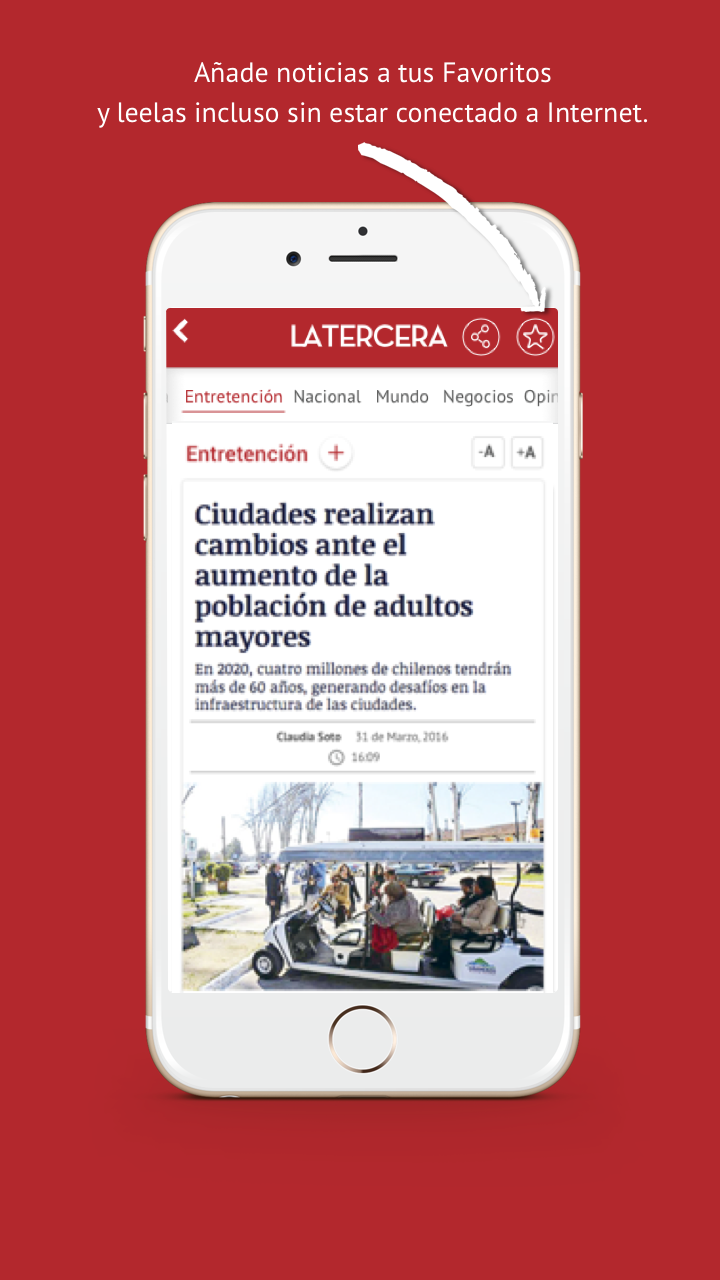 Añade noticias a tus Favoritos
y leelas incluso sin estar conectado a Internet.
LATERCERA
Entretención Nacional Mundo Negocios Opin
Entretención + -A +A
Ciudades realizan
cambios ante el
aumento de la
población de adultos
mayores
En 2020, cuatro millones de chilenos tendrán
más de 60 años, generando desafíos en la
infraestructura de las ciudades.
Claudia Soto 31 de Marzo, 2016
16:09